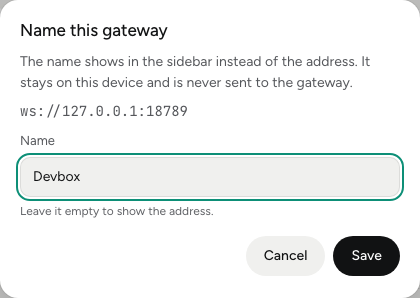 Name this gateway
The name shows in the sidebar instead of the address. It
stays on this device and is never sent to the gateway.
ws://127.0.0.1:18789
Name
Devbox
Leave it empty to show the address.
Cancel
Save